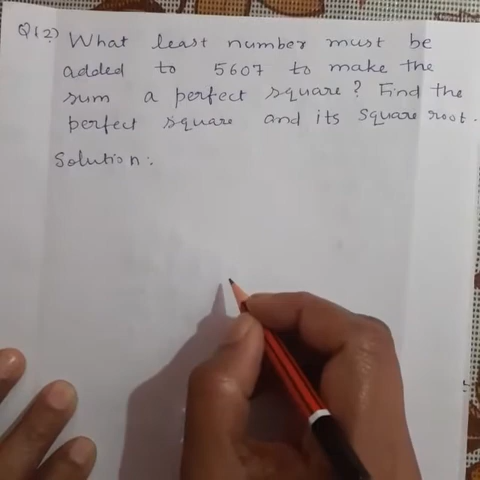 Q12) What least number must be
added to 5607 to make the
sum a perfect square? Find the
perfect square and its square root.
Solution: